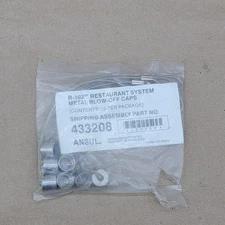 R-102™ RESTAURANT SYSTEM
METAL BLOW-OFF CAPS
SHIPPING ASSEMBLY PART NO.
433208
ANSUL